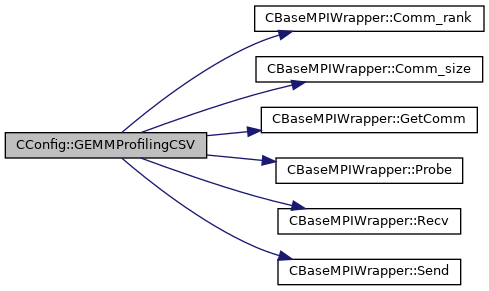 CBaseMPIWrapper::Comm_rank
CBaseMPIWrapper::Comm_size
CBaseMPIWrapper::GetComm
CConfig::GEMMProfilingCSV
CBaseMPIWrapper::Probe
CBaseMPIWrapper::Recv
CBaseMPIWrapper::Send